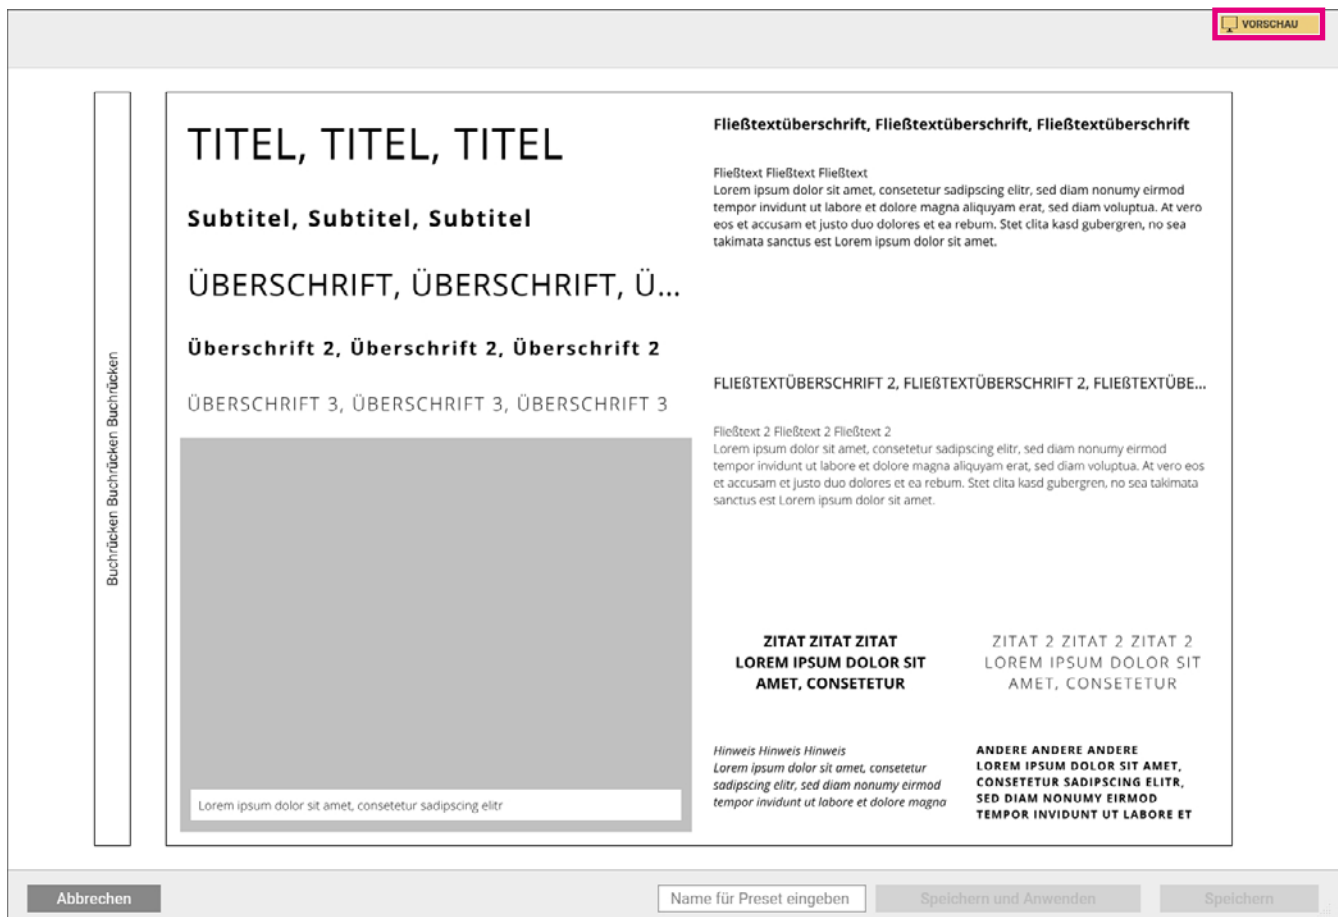 VORSCHAU
Buchrücken Buchrücken Buchrücken
TITEL, TITEL, TITEL
Subtitel, Subtitel, Subtitel
ÜBERSCHRIFT, ÜBERSCHRIFT, Ü...
Überschrift 2, Überschrift 2, Überschrift 2
ÜBERSCHRIFT 3, ÜBERSCHRIFT 3, ÜBERSCHRIFT 3
Lorem ipsum dolor sit amet, consetetur sadipscing elitr
Fließtextüberschrift, Fließtextüberschrift, Fließtextüberschrift
Fließtext Fließtext Fließtext
Lorem ipsum dolor sit amet, consetetur sadipscing elitr, sed diam nonumy eirmod
tempor invidunt ut labore et dolore magna aliquyam erat, sed diam voluptua. At vero
eos et accusam et justo duo dolores et ea rebum. Stet clita kasd gubergren, no sea
takimata sanctus est Lorem ipsum dolor sit amet.
FLIEßTEXTÜBERSCHRIFT 2, FLIEßTEXTÜBERSCHRIFT 2, FLIEßTEXTÜBE...
Fließtext 2 Fließtext 2 Fließtext 2
Lorem ipsum dolor sit amet, consetetur sadipscing elitr, sed diam nonumy eirmod
tempor invidunt ut labore et dolore magna aliquyam erat, sed diam voluptua. At vero eos
et accusam et justo duo dolores et ea rebum. Stet clita kasd gubergren, no sea takimata
sanctus est Lorem ipsum dolor sit amet.
ZITAT ZITAT ZITAT
LOREM IPSUM DOLOR SIT
AMET, CONSETETUR
ZITAT 2 ZITAT 2 ZITAT 2
LOREM IPSUM DOLOR SIT
AMET, CONSETETUR
Hinweis Hinweis Hinweis
Lorem ipsum dolor sit amet, consetetur
sadipscing elitr, sed diam nonumy eirmod
tempor invidunt ut labore et dolore magna
ANDERE ANDERE ANDERE
LOREM IPSUM DOLOR SIT AMET,
CONSETETUR SADIPSCING ELITR,
SED DIAM NONUMY EIRMOD
TEMPOR INVIDUNT UT LABORE ET
Abbrechen
Name für Preset eingeben
Speichern und Anwenden
Speichern